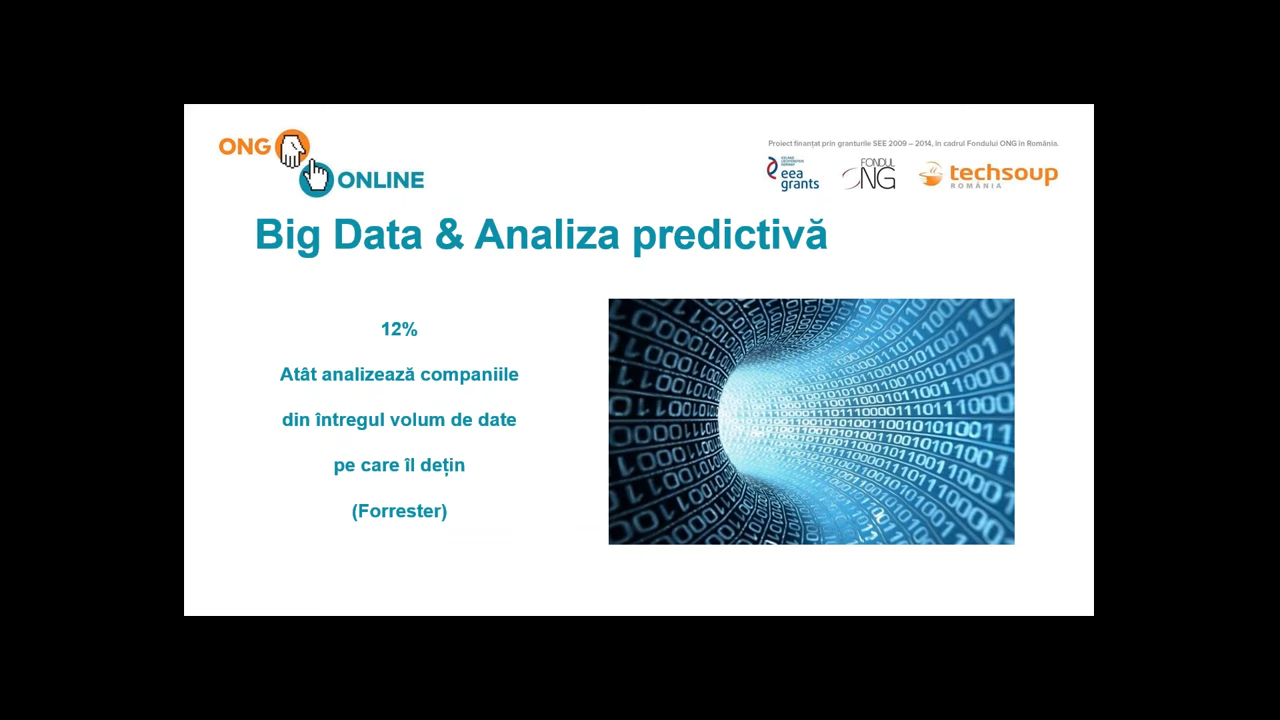 ONG
ONLINE
Proiect finanțat prin granturile SEE 2009 – 2014, în cadrul Fondului ONG în România.
eea
grants
FONDUL
ONG
techsoup
ROMÂNIA
Big Data & Analiza predictivă
12%
Atât analizează companiile
din întregul volum de date
pe care îl dețin
(Forrester)